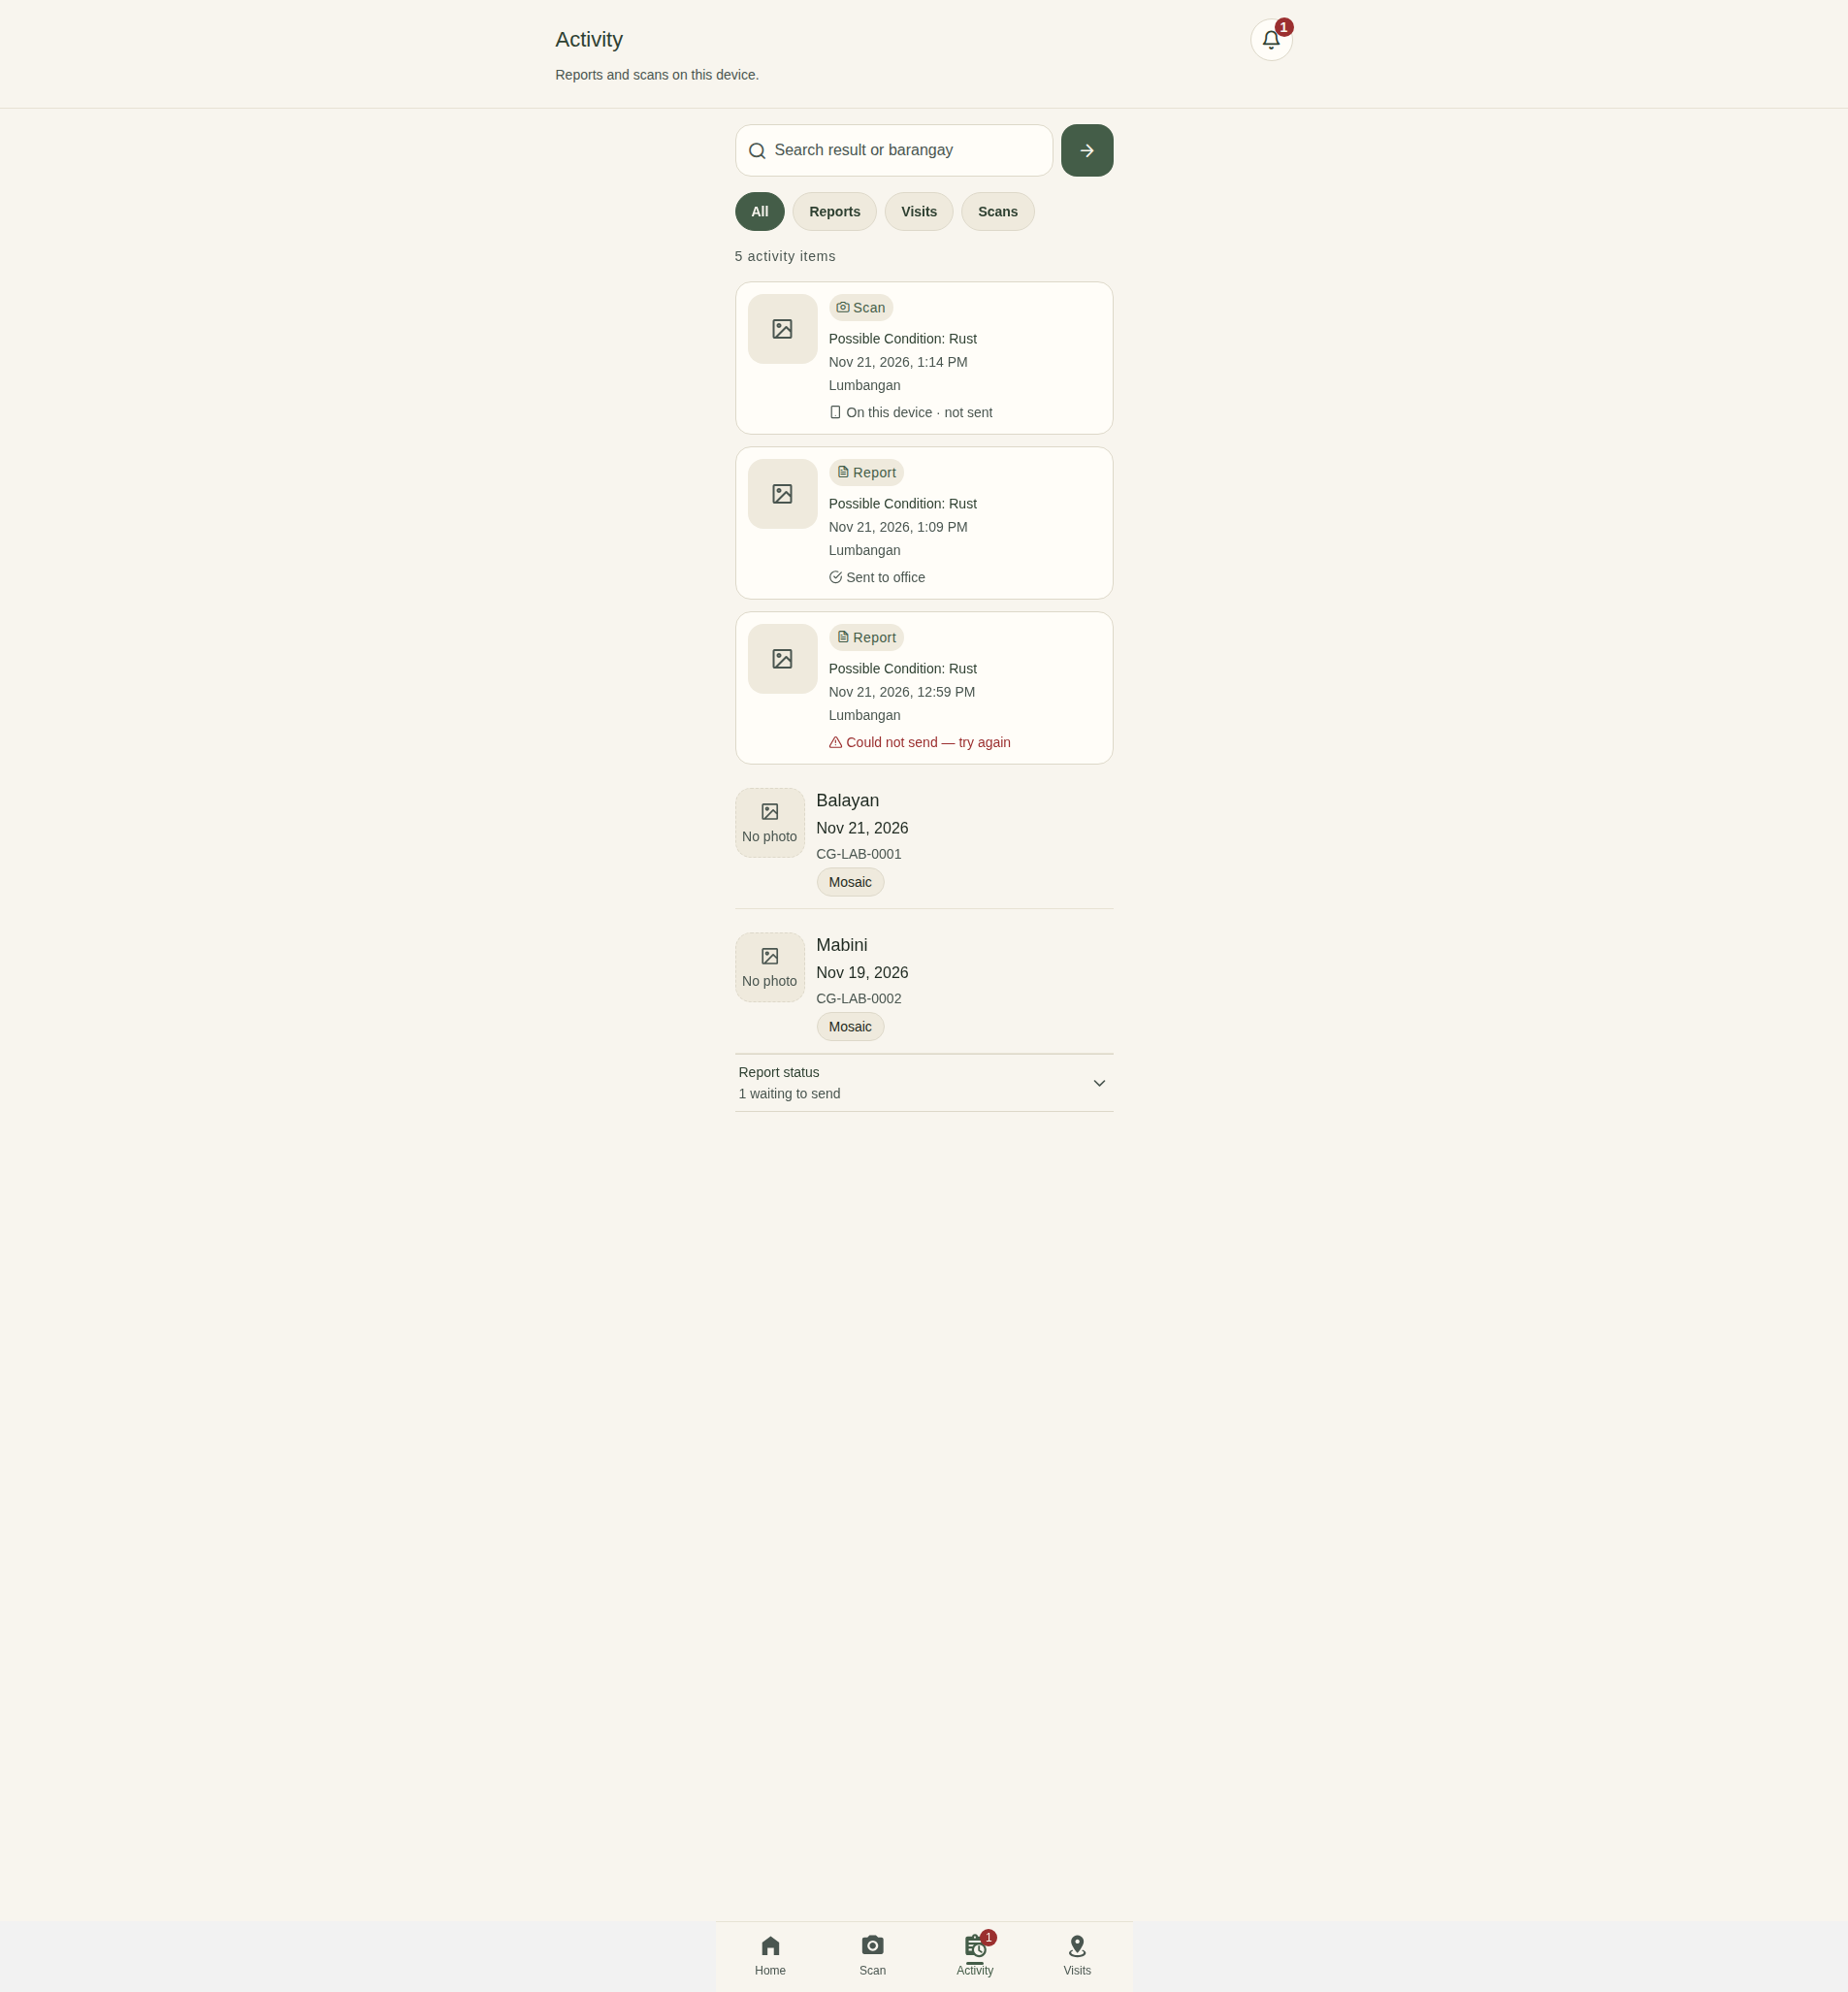 Activity
1
Reports and scans on this device.
Search result or barangay
All
Reports
Visits
Scans
5 activity items
Scan
Possible Condition: Rust
Nov 21, 2026, 1:14 PM
Lumbangan
On this device · not sent
Report
Possible Condition: Rust
Nov 21, 2026, 1:09 PM
Lumbangan
Sent to office
Report
Possible Condition: Rust
Nov 21, 2026, 12:59 PM
Lumbangan
Could not send — try again
No photo
Balayan
Nov 21, 2026
CG-LAB-0001
Mosaic
No photo
Mabini
Nov 19, 2026
CG-LAB-0002
Mosaic
Report status
1 waiting to send
Home
Scan
1
Activity
Visits